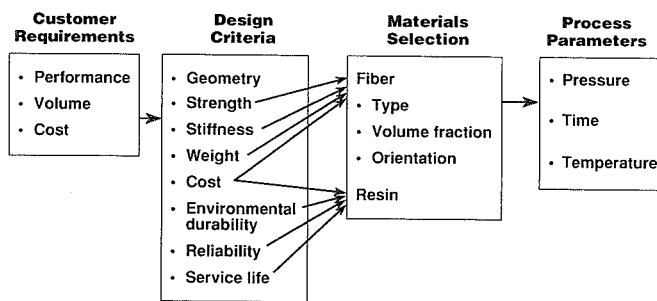 Customer
Requirements
• Performance
• Volume
• Cost
Design
Criteria
• Geometry
• Strength
• Stiffness
• Weight
• Cost
• Environmental
durability
• Reliability
• Service life
Materials
Selection
Fiber
• Type
• Volume fraction
• Orientation
Resin
Process
Parameters
• Pressure
• Time
• Temperature